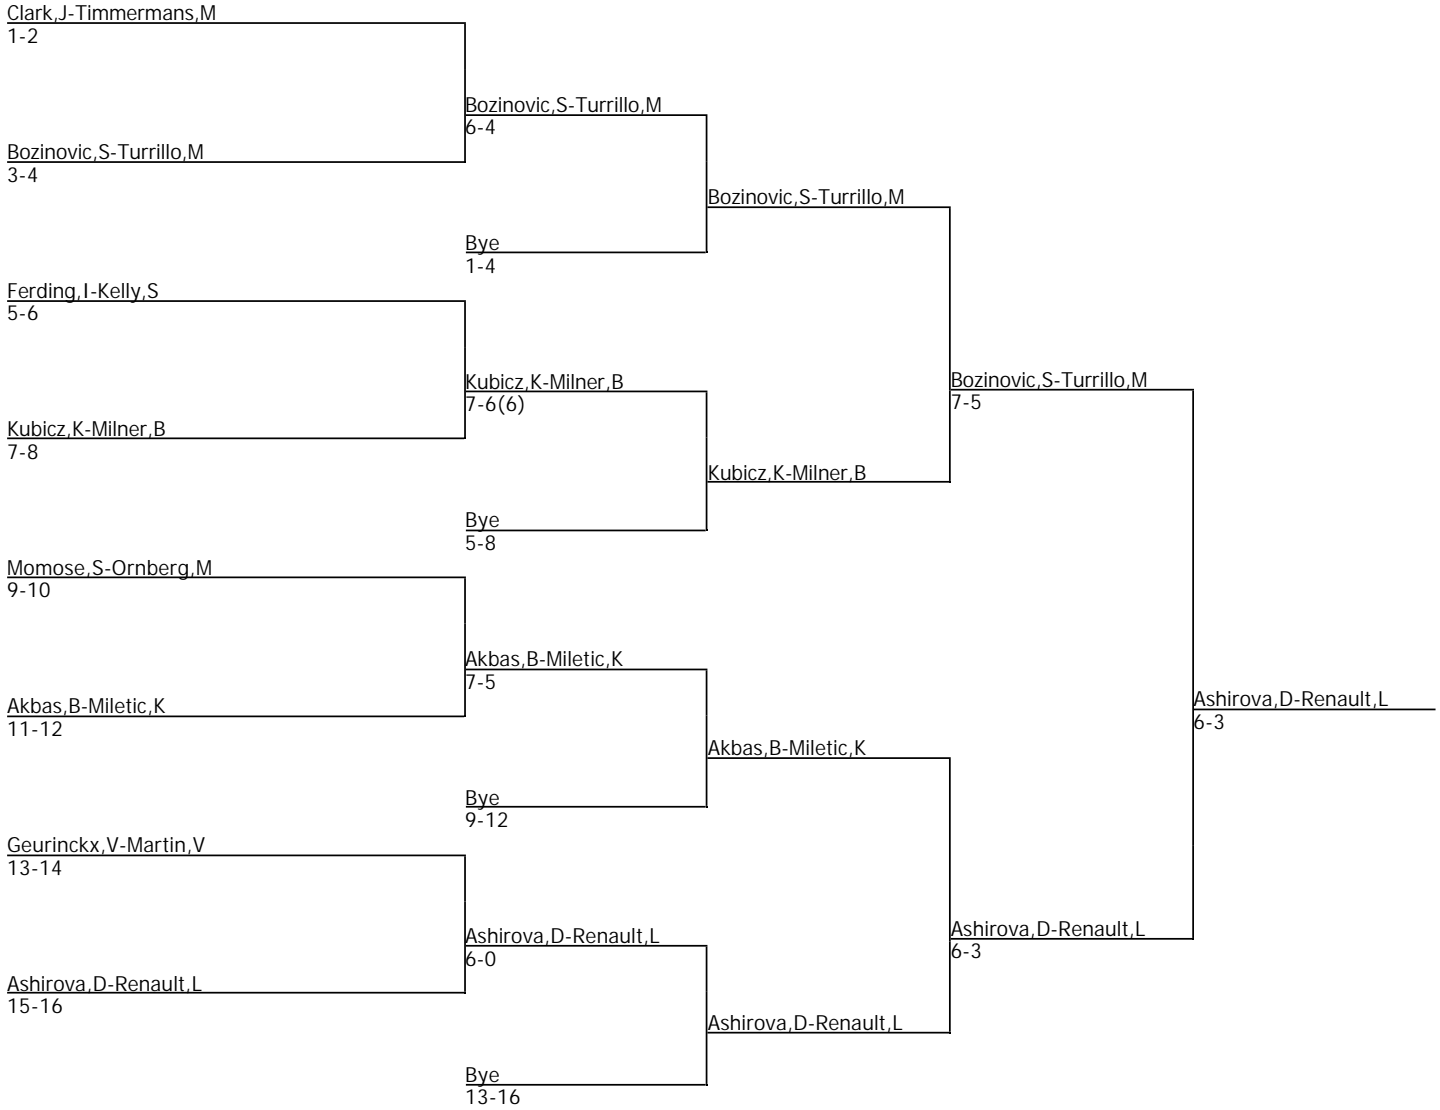 Clark,J-Timmermans,M
1-2
Bozinovic,S-Turrillo,M
6-4
Bozinovic,S-Turrillo,M
3-4
Bozinovic,S-Turrillo,M
Bye
1-4
Ferding,I-Kelly,S
5-6
Bozinovic,S-Turrillo,M
7-5
Kubicz,K-Milner,B
7-6(6)
Kubicz,K-Milner,B
7-8
Kubicz,K-Milner,B
Bye
5-8
Momose,S-Ornberg,M
9-10
Akbas,B-Miletic,K
7-5
Akbas,B-Miletic,K
11-12
Ashirova,D-Renault,L
6-3
Akbas,B-Miletic,K
Bye
9-12
Geurinckx,V-Martin,V
13-14
Ashirova,D-Renault,L
6-3
Ashirova,D-Renault,L
6-0
Ashirova,D-Renault,L
15-16
Ashirova,D-Renault,L
Bye
13-16